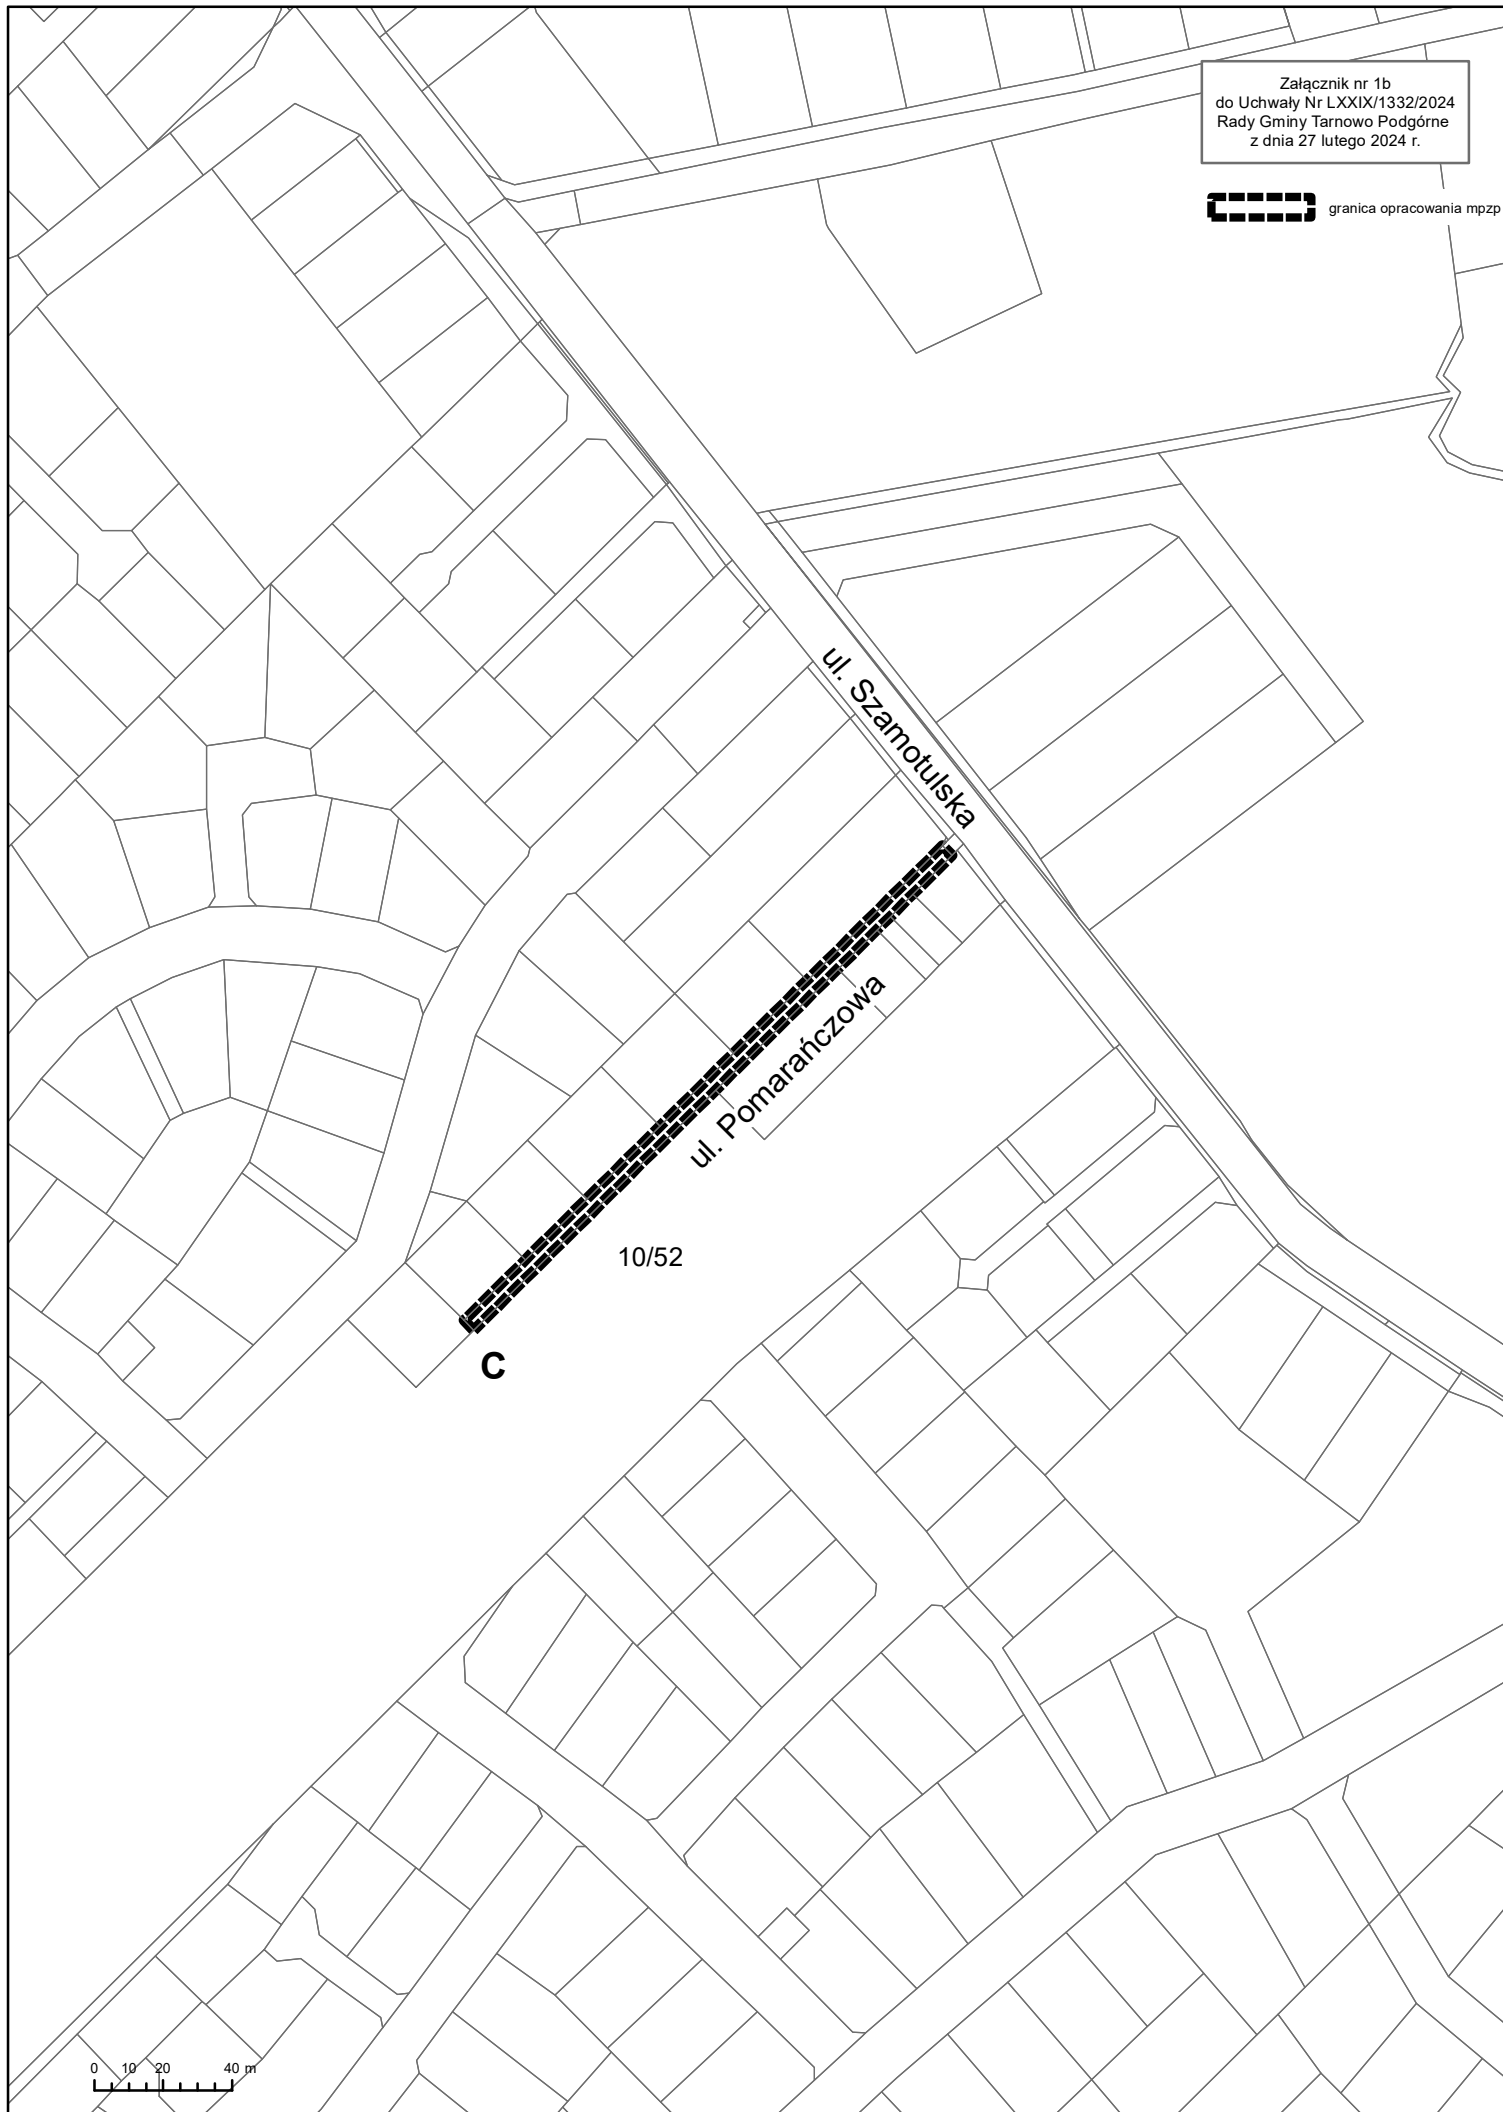 Załącznik nr 1b
do Uchwały Nr LXXIX/1332/2024
Rady Gminy Tarnowo Podgórne
z dnia 27 lutego 2024 r.
granica opracowania mpzp
ul. Szamotulska
ul. Pomarańczowa
10/52
C
0 10 20 40 m